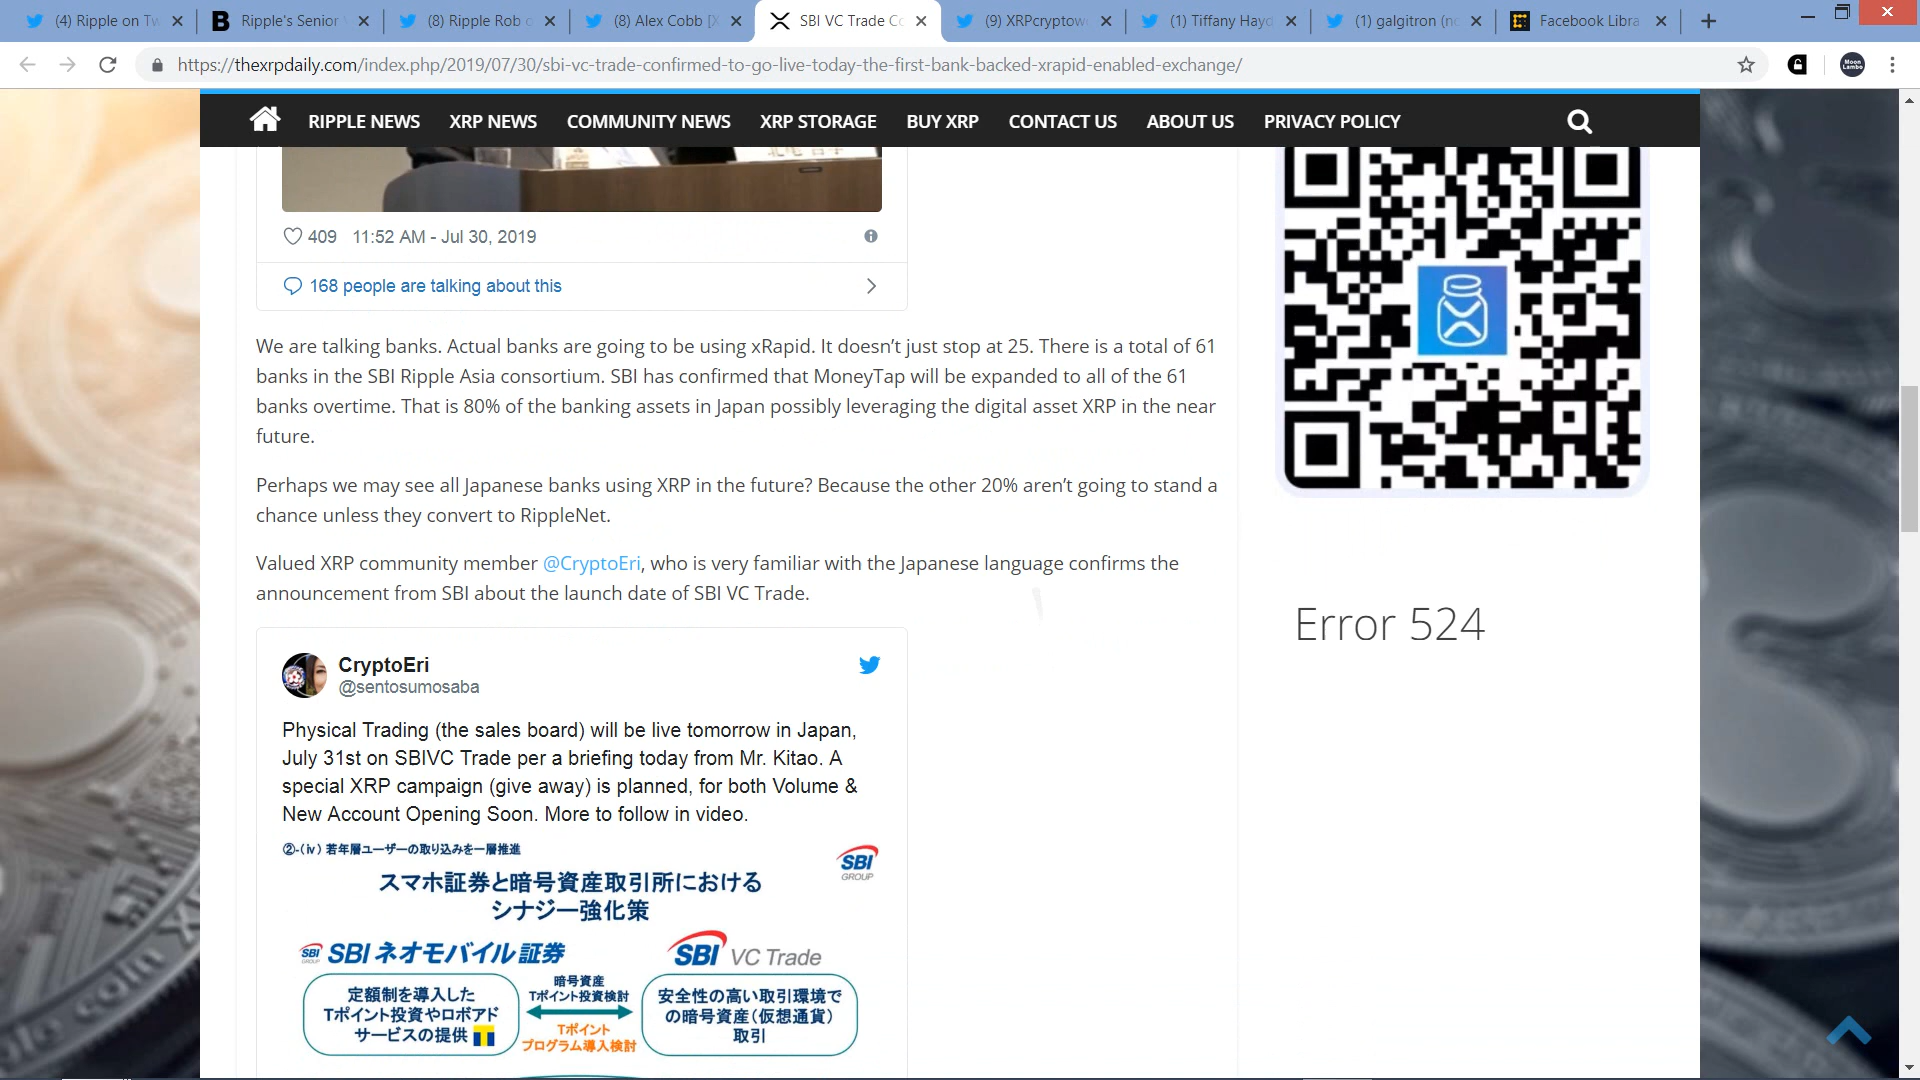 (4) Ripple on Tw
Ripple's Senior
(8) Ripple Rob o
(8) Alex Cobb [X
SBI VC Trade Co
(9) XRPcryptow
(1) Tiffany Hayd
(1) galgitron (no
Facebook Libra
https://thexrpdaily.com/index.php/2019/07/30/sbi-vc-trade-confirmed-to-go-live-today-the-first-bank-backed-xrapid-enabled-exchange/
RIPPLE NEWS XRP NEWS COMMUNITY NEWS XRP STORAGE BUY XRP CONTACT US ABOUT US PRIVACY POLICY
409 11:52 AM - Jul 30, 2019
168 people are talking about this
We are talking banks. Actual banks are going to be using xRapid. It doesn't just stop at 25. There is a total of 61
banks in the SBI Ripple Asia consortium. SBI has confirmed that MoneyTap will be expanded to all of the 61
banks overtime. That is 80% of the banking assets in Japan possibly leveraging the digital asset XRP in the near
future.
Perhaps we may see all Japanese banks using XRP in the future? Because the other 20% aren't going to stand a
chance unless they convert to RippleNet.
Valued XRP community member @CryptoEri, who is very familiar with the Japanese language confirms the
announcement from SBI about the launch date of SBI VC Trade.
Error 524
CryptoEri
@sentosumosaba
Physical Trading (the sales board) will be live tomorrow in Japan,
July 31st on SBIVC Trade per a briefing today from Mr. Kitao. A
special XRP campaign (give away) is planned, for both Volume &
New Account Opening Soon. More to follow in video.
②-(ⅳ) 若年層ユーザーの取り込みを一層推進
SBI
GROUP
スマホ証券と暗号資産取引所における
シナジー強化策
SBI GROUP SBI ネオモバイル証券
SBI VC Trade
定額制を導入した
Tポイント投資やロボアド
サービスの提供
暗号資産
Tポイント投資検討
Tポイント
プログラム導入検討
安全性の高い取引環境で
の暗号資産（仮想通貨）
取引